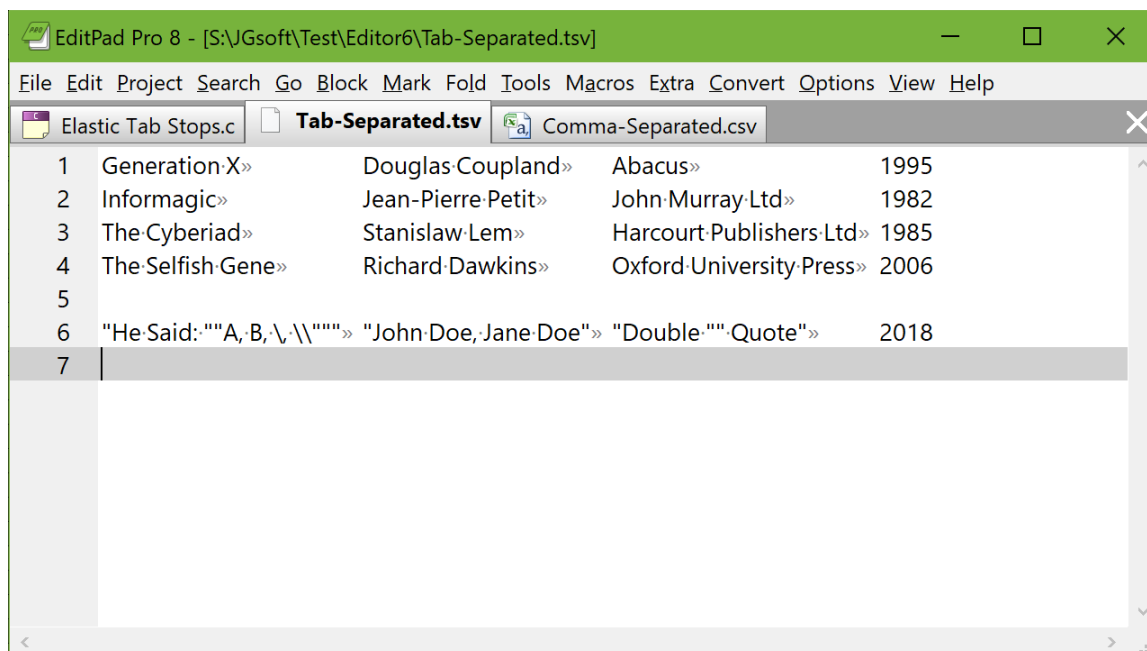 EditPad Pro 8 - [S:\JGsoft\Test\Editor6\Tab-Separated.tsv]
File Edit Project Search Go Block Mark Fold Tools Macros Extra Convert Options View Help
Elastic Tab Stops.c Tab-Separated.tsv Comma-Separated.csv
1 Generation·X» Douglas·Coupland» Abacus» 1995
2 Informagic» Jean-Pierre·Petit» John·Murray·Ltd» 1982
3 The·Cyberiad» Stanislaw·Lem» Harcourt·Publishers·Ltd» 1985
4 The·Selfish·Gene» Richard·Dawkins» Oxford·University·Press» 2006
5
6 "He·Said:·""A,·B,·\,·\\"""» "John·Doe,·Jane·Doe"» "Double·""·Quote"» 2018
7